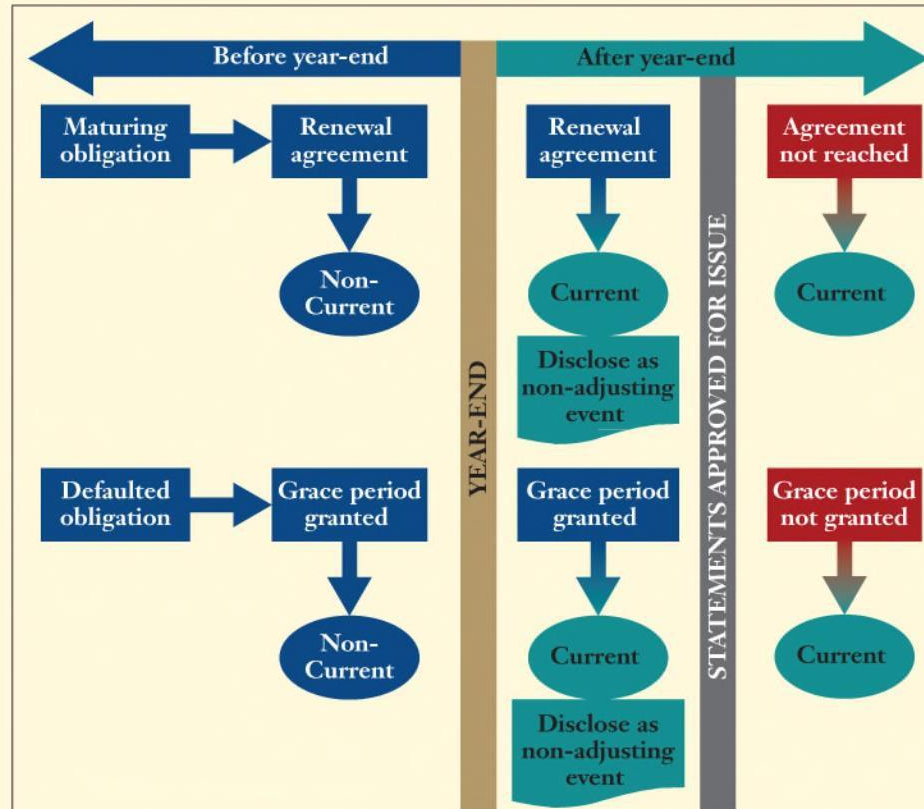 Before year-end
After year-end
Maturing
obligation
Renewal
agreement
Renewal
agreement
Agreement
not reached
Non-
Current
Current
Current
Disclose as
non-adjusting
event
YEAR-END
STATEMENTS APPROVED FOR ISSUE
Defaulted
obligation
Grace period
granted
Grace period
granted
Grace period
not granted
Non-
Current
Current
Current
Disclose as
non-adjusting
event